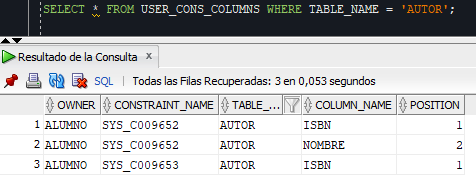 SELECT * FROM USER_CONS_COLUMNS WHERE TABLE_NAME = 'AUTOR';
Resultado de la Consulta x
SQL | Todas las Filas Recuperadas: 3 en 0,053 segundos
OWNER CONSTRAINT_NAME TABLE_... COLUMN_NAME POSITION
1 ALUMNO SYS_C009652 AUTOR ISBN 1
2 ALUMNO SYS_C009652 AUTOR NOMBRE 2
3 ALUMNO SYS_C009653 AUTOR ISBN 1